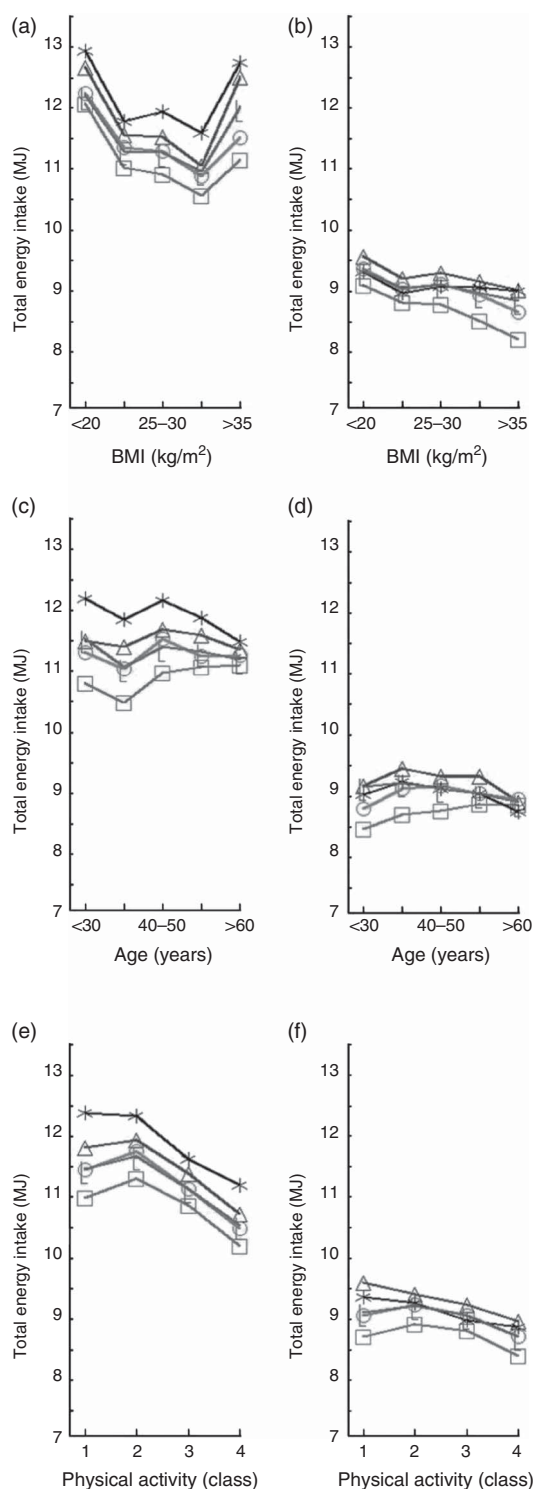 (a)
13
12
11
10
9
8
7
Total energy intake (MJ)
<20 25–30 >35
BMI (kg/m²)
(b)
13
12
11
10
9
8
7
Total energy intake (MJ)
<20 25–30 >35
BMI (kg/m²)
(c)
13
12
11
10
9
8
7
Total energy intake (MJ)
<30 40–50 >60
Age (years)
(d)
13
12
11
10
9
8
7
Total energy intake (MJ)
<30 40–50 >60
Age (years)
(e)
13
12
11
10
9
8
7
Total energy intake (MJ)
1 2 3 4
Physical activity (class)
(f)
13
12
11
10
9
8
7
Total energy intake (MJ)
1 2 3 4
Physical activity (class)